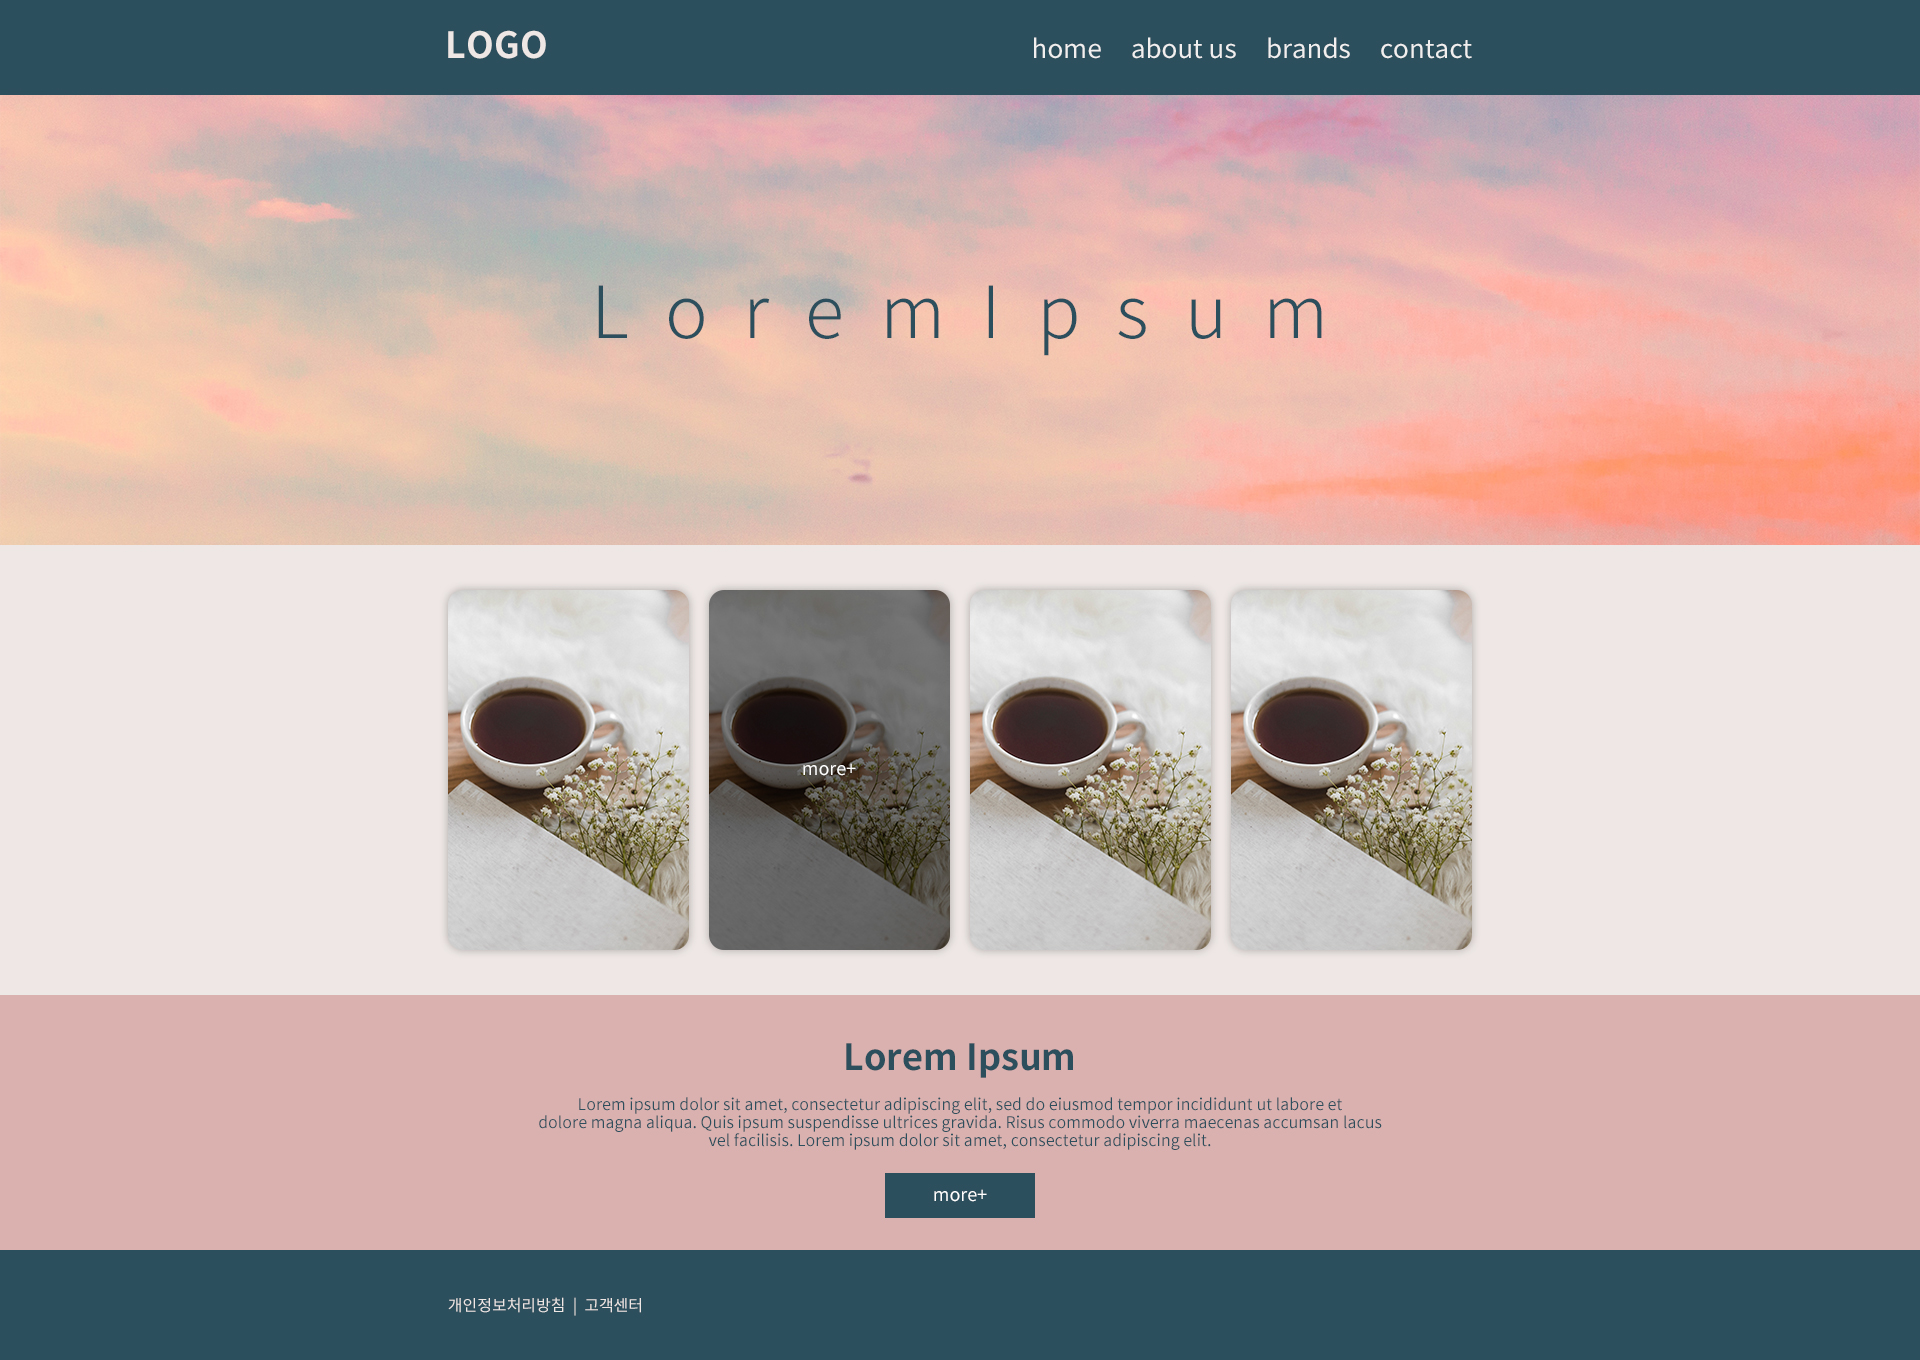 LOGO
home about us brands contact
LoremIpsum
more+
Lorem Ipsum
Lorem ipsum dolor sit amet, consectetur adipiscing elit, sed do eiusmod tempor incididunt ut labore et
dolore magna aliqua. Quis ipsum suspendisse ultrices gravida. Risus commodo viverra maecenas accumsan lacus
vel facilisis. Lorem ipsum dolor sit amet, consectetur adipiscing elit.
more+
개인정보처리방침 | 고객센터